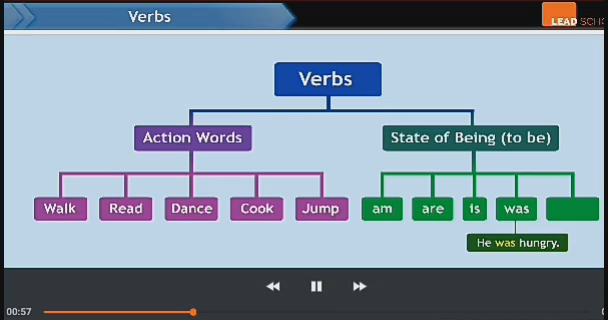 Verbs
LEAD SCHO
Verbs
Action Words
State of Being (to be)
Walk
Read
Dance
Cook
Jump
am
are
is
was
He was hungry.
00:57